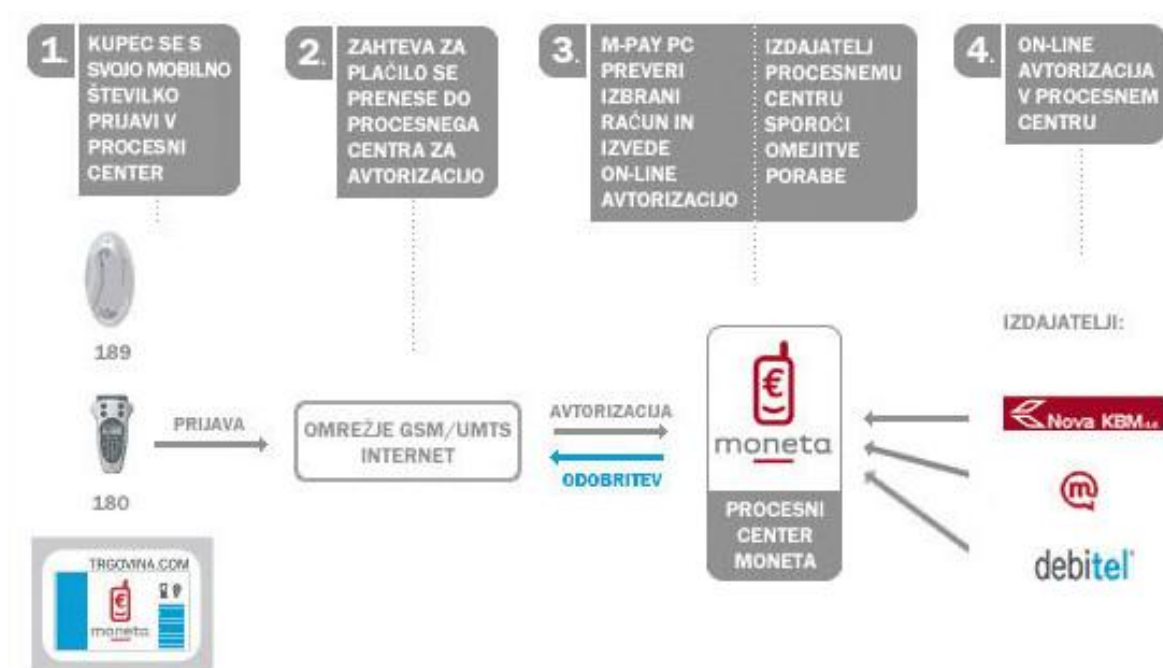 1.
KUPEC SE S
SVOJO MOBILNO
ŠTEVILKO
PRIJAVI V
PROCESNI
CENTER
2.
ZAHTEVA ZA
PLAČILO SE
PRENESE DO
PROCESNEGA
CENTRA ZA
AVTORIZACIJO
3.
M-PAY PC
PREVERI
IZBRANI
RAČUN IN
IZVEDE
ON-LINE
AVTORIZACIJO
IZDAJATELJ
PROCESNEMU
CENTRU
SPOROČI
OMEJITVE
PORABE
4.
ON-LINE
AVTORIZACIJA
V PROCESNEM
CENTRU
189
180
PRIJAVA
OMREŽJE GSM/UMTS
INTERNET
AVTORIZACIJA
ODOBRITEV
€
moneta
PROCESNI
CENTER
MONETA
IZDAJATELJI:
Nova KBM d.d.
m
debitel
TRGOVINA.COM
€
moneta